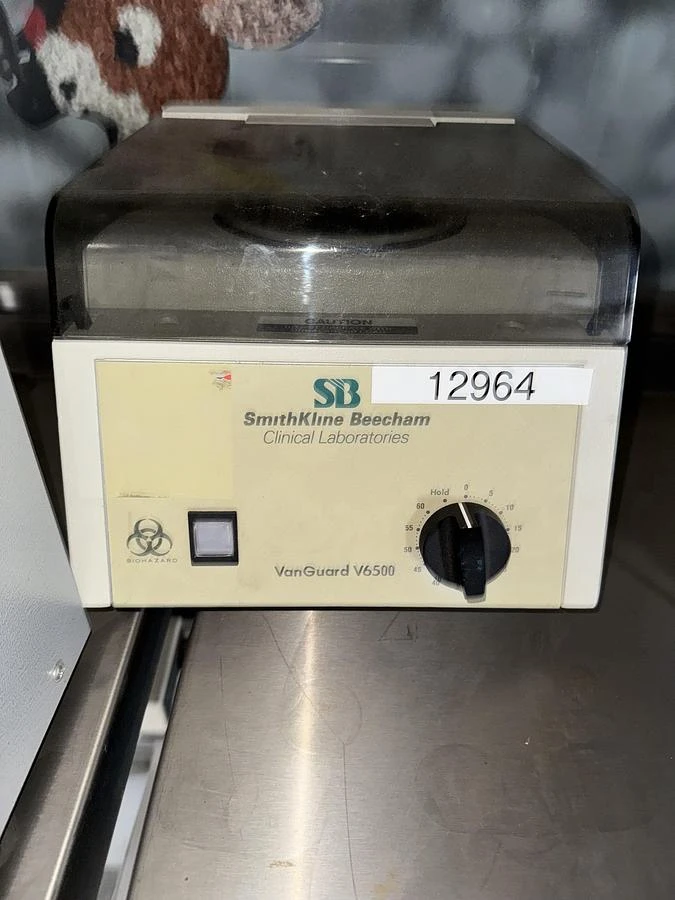 CAUTION
SB
12964
SmithKline Beecham
Clinical Laboratories
Hold
0
5
10
15
20
40
45
50
55
60
BIOHAZARD
VanGuard V6500